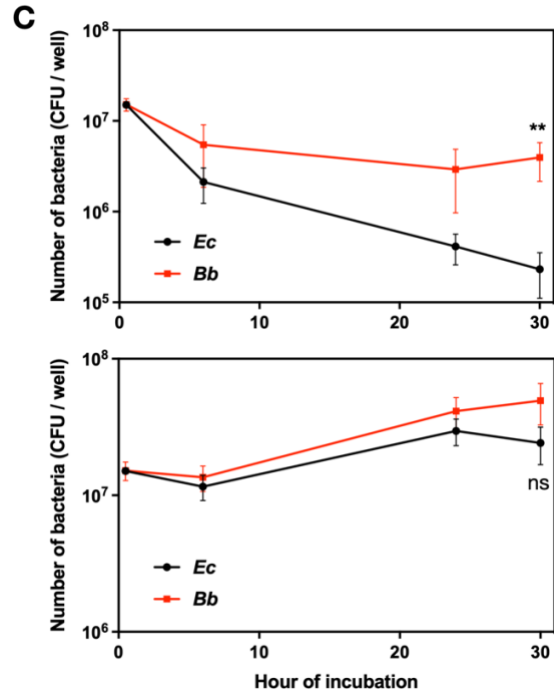 C
Number of bacteria (CFU / well)
10⁸
10⁷
10⁶
10⁵
**
Ec
Bb
0
10
20
30
Number of bacteria (CFU / well)
10⁸
10⁷
10⁶
ns
Ec
Bb
0
10
20
30
Hour of incubation